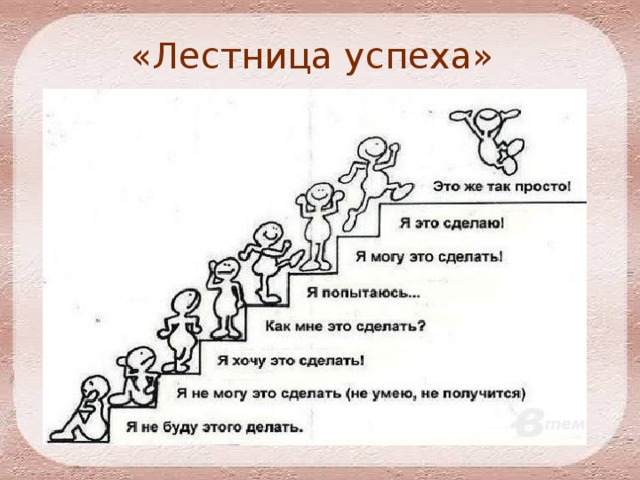 «Лестница успеха»
Это же так просто!
Я это сделаю!
Я могу это сделать!
Я попытаюсь...
Как мне это сделать?
Я хочу это сделать!
Я не могу это сделать (не умею, не получится)
Я не буду этого делать.
втем